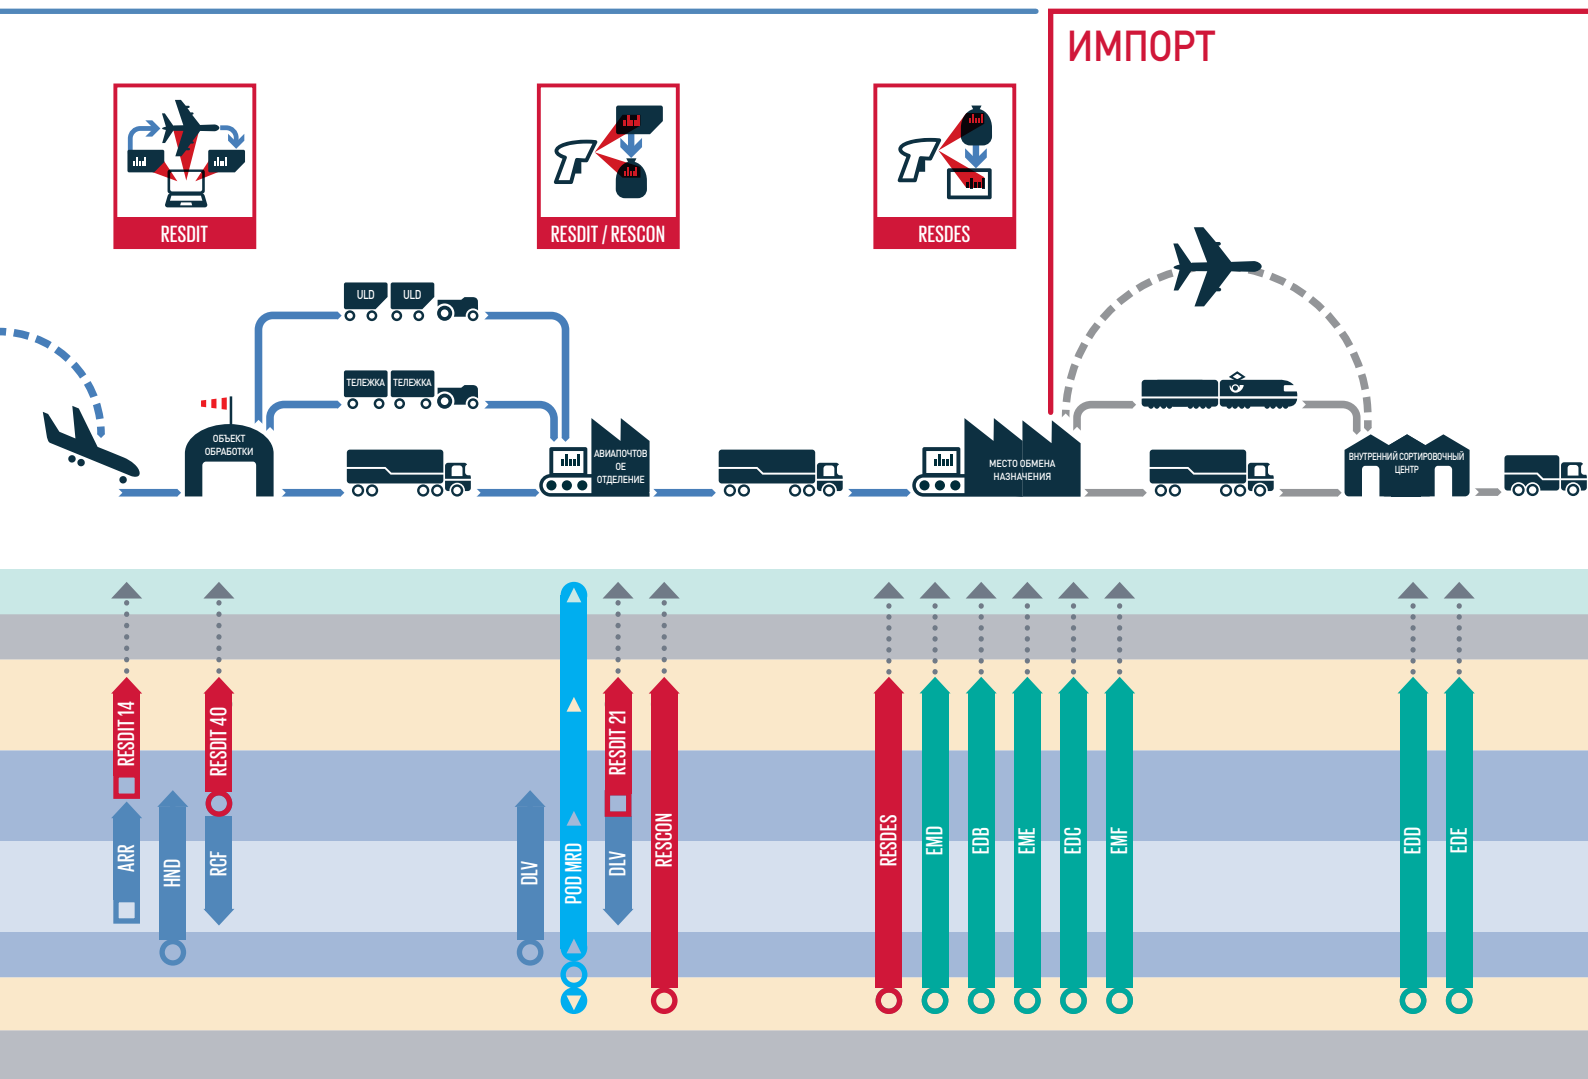 ИМПОРТ
RESDIT
RESDIT / RESCON
RESDES
ULD
ULD
ТЕЛЕЖКА
ТЕЛЕЖКА
ОБЪЕКТ
ОБРАБОТКИ
АВИАПОЧТОВ
ОЕ
ОТДЕЛЕНИЕ
МЕСТО ОБМЕНА
НАЗНАЧЕНИЯ
ВНУТРЕННИЙ СОРТИРОВОЧНЫЙ
ЦЕНТР
RESDIT 14
ARR
HND
RESDIT 40
RCF
DLV
POD MRD
RESDIT 21
DLV
RESCON
RESDES
EMD
EDB
EME
EDC
EMF
EDD
EDE